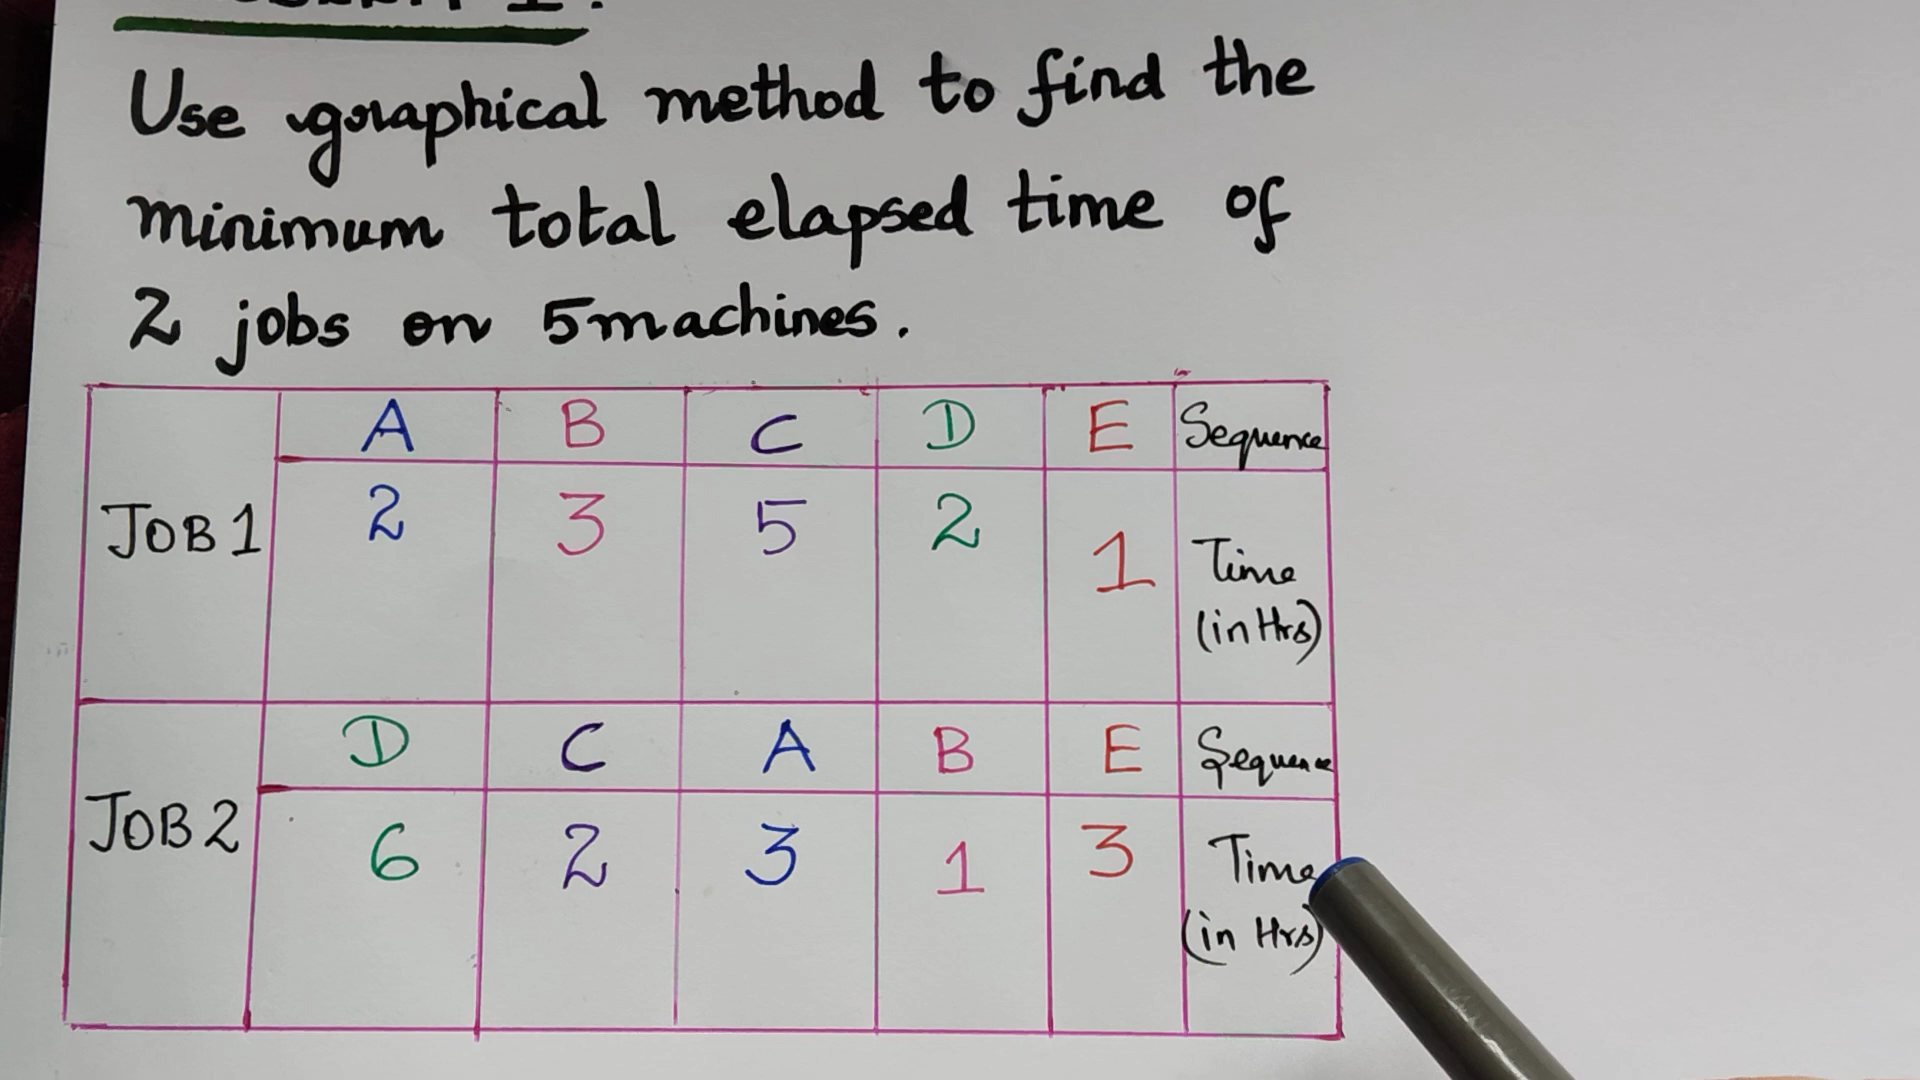 Use graphical method to find the
minimum total elapsed time of
2 jobs on 5machines.
A B C D E Sequence
JOB 1 2 3 5 2 1 Time
(in Hrs)
D C A B E Sequence
JOB 2 6 2 3 1 3 Time
(in Hrs)